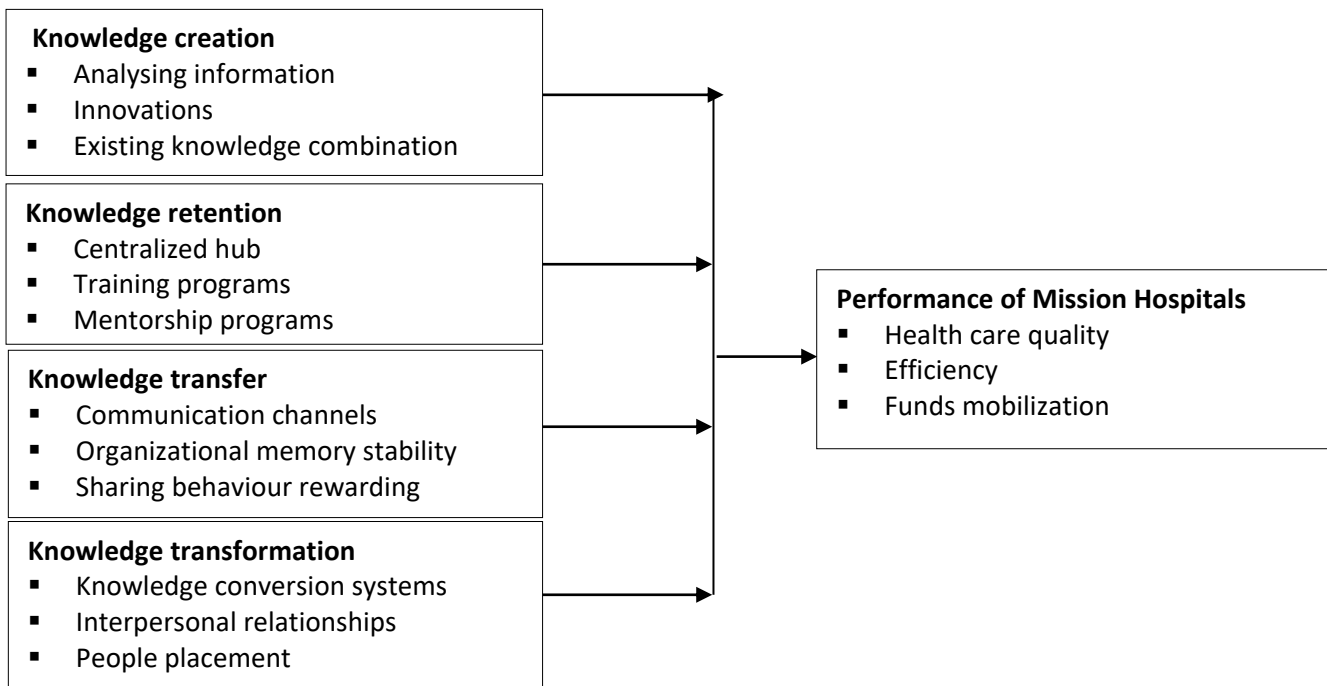 Knowledge creation
▪ Analysing information
▪ Innovations
▪ Existing knowledge combination
Knowledge retention
▪ Centralized hub
▪ Training programs
▪ Mentorship programs
Knowledge transfer
▪ Communication channels
▪ Organizational memory stability
▪ Sharing behaviour rewarding
Knowledge transformation
▪ Knowledge conversion systems
▪ Interpersonal relationships
▪ People placement
Performance of Mission Hospitals
▪ Health care quality
▪ Efficiency
▪ Funds mobilization